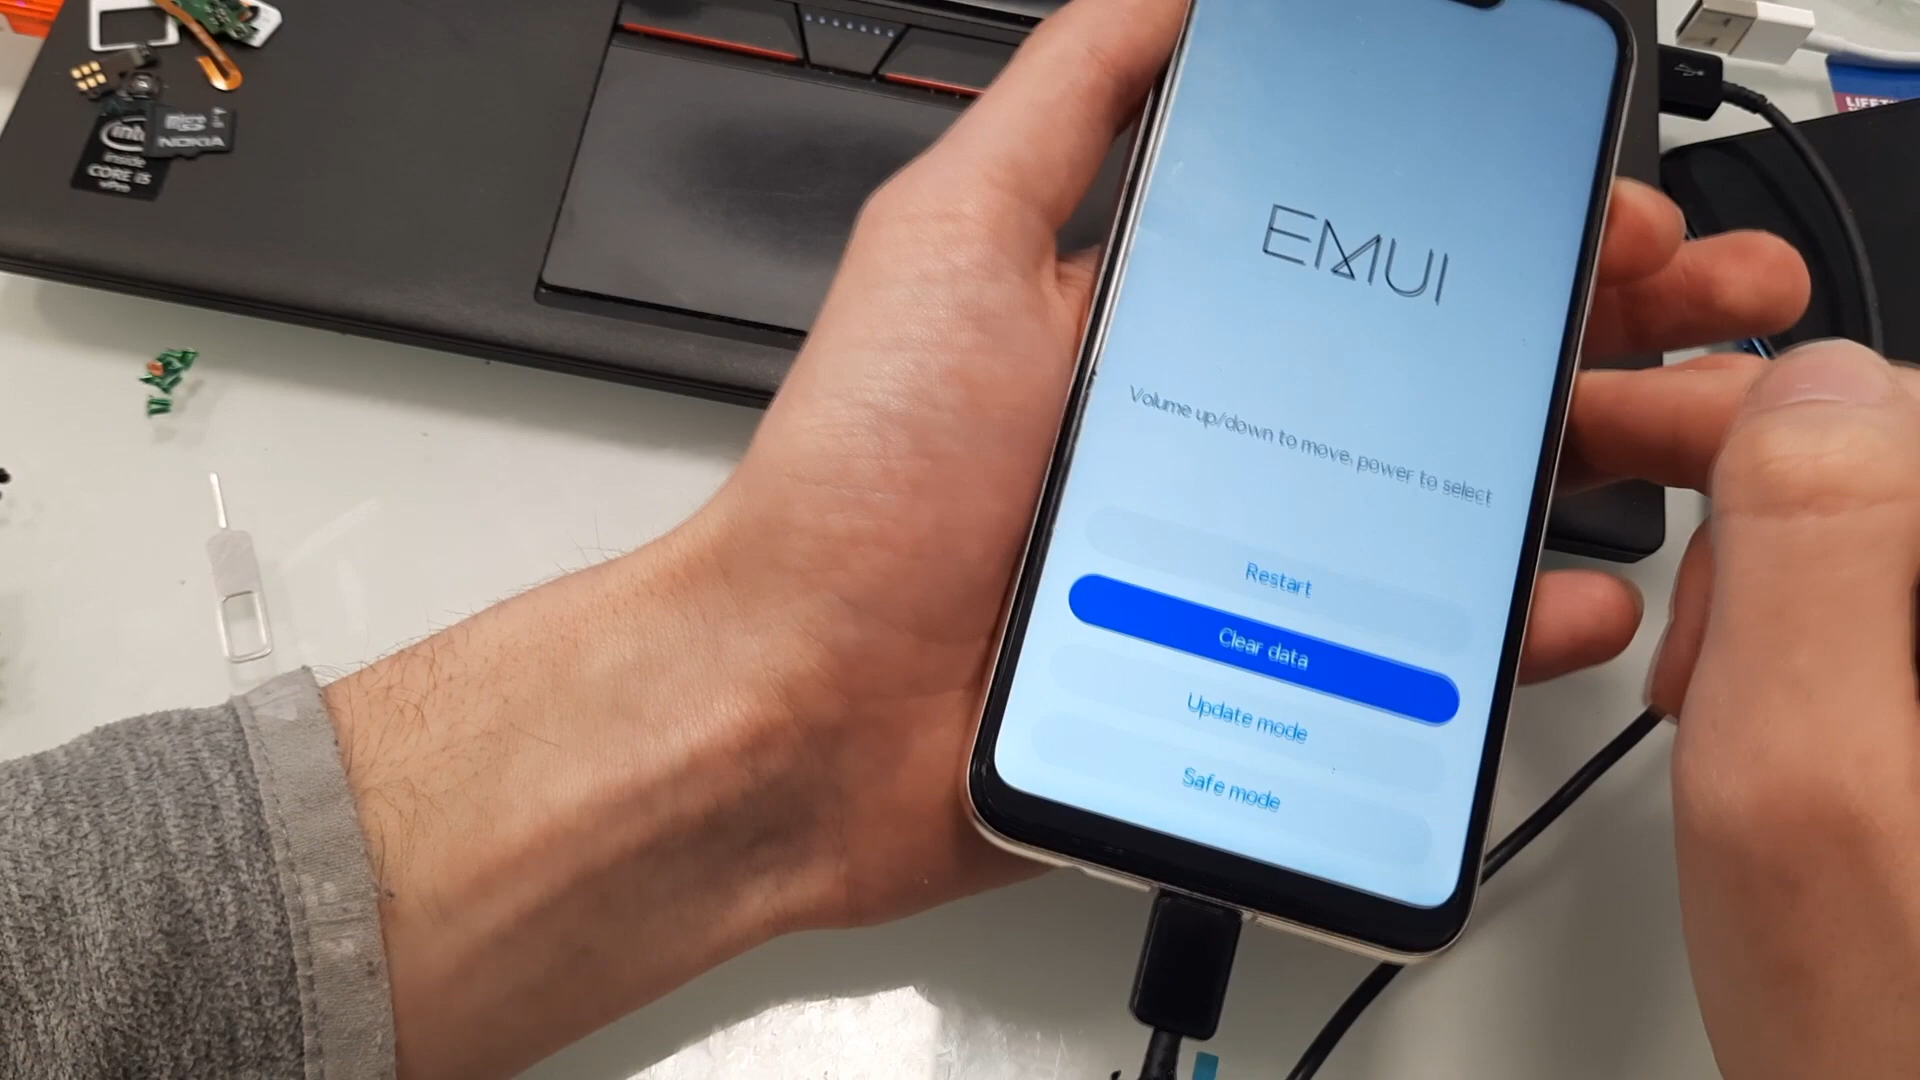 intel
inside
CORE i5
vPro
micro
SD
NOKIA
EMUI
Volume up/down to move, power to select
Restart
Clear data
Update mode
Safe mode